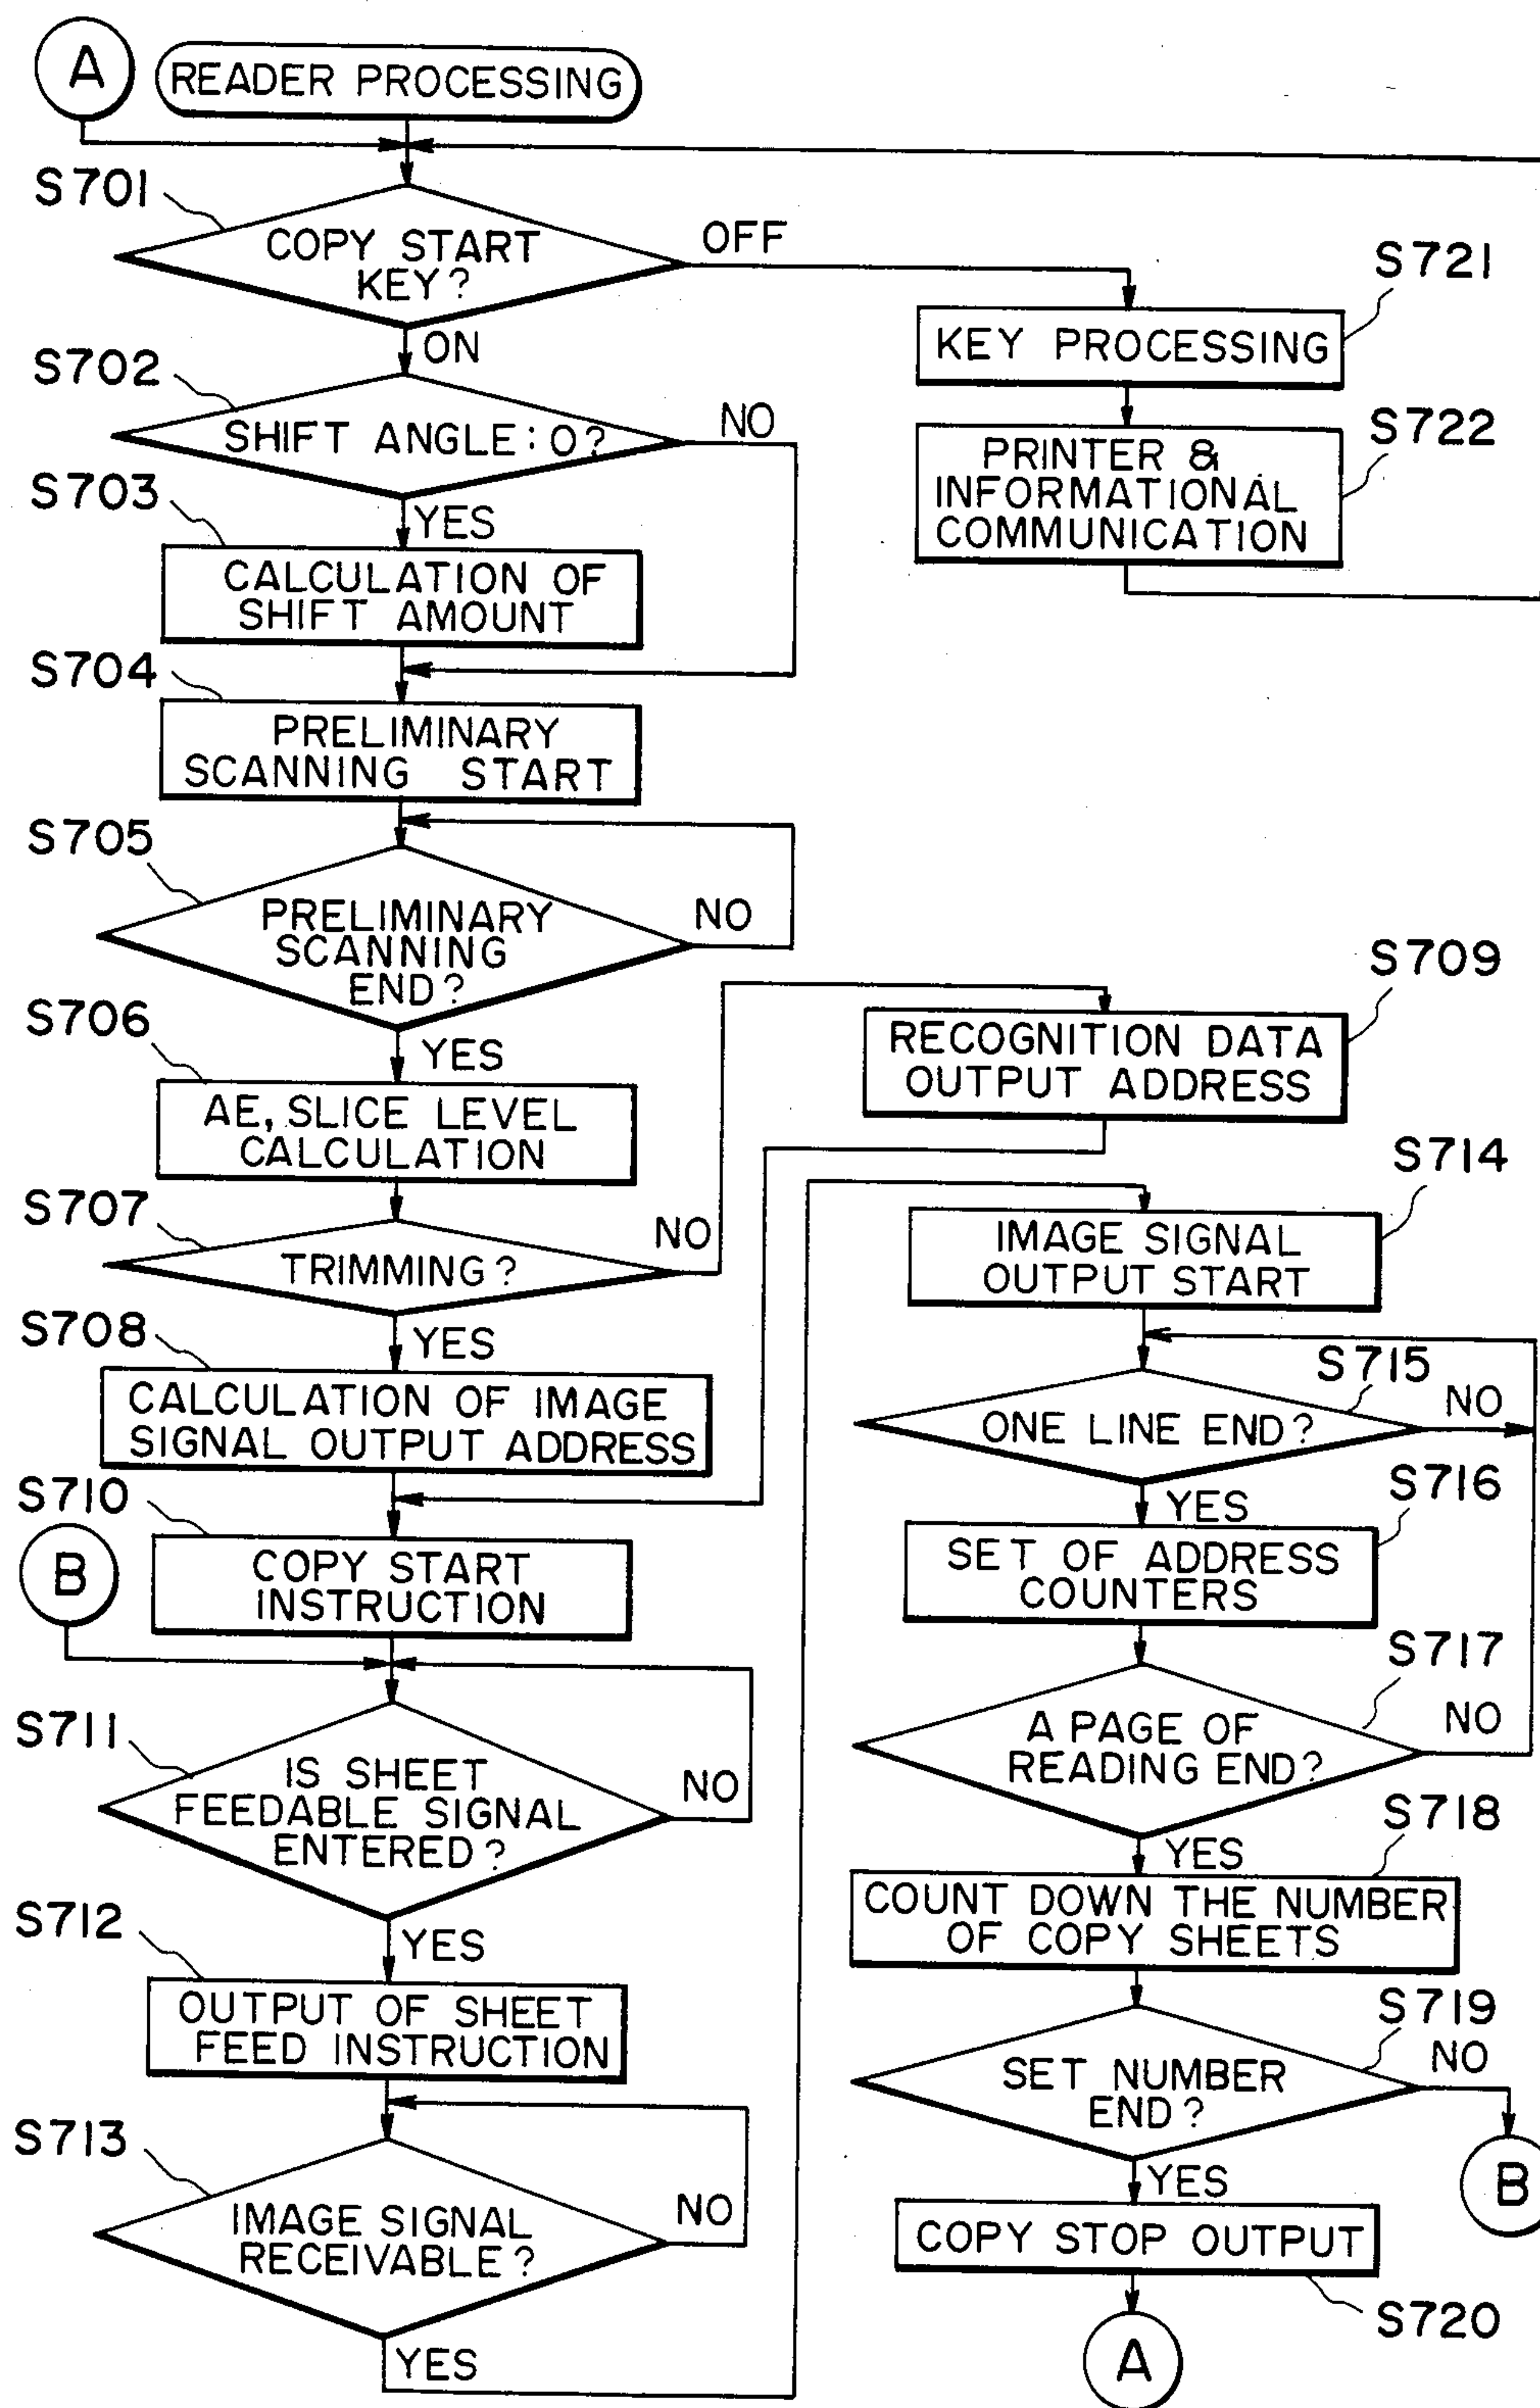 A
READER PROCESSING
S701
COPY START
KEY?
OFF
ON
S702
SHIFT ANGLE:0?
NO
YES
S703
CALCULATION OF
SHIFT AMOUNT
S704
PRELIMINARY
SCANNING START
S705
PRELIMINARY
SCANNING
END?
NO
YES
S706
AE, SLICE LEVEL
CALCULATION
S707
TRIMMING?
NO
YES
S708
CALCULATION OF IMAGE
SIGNAL OUTPUT ADDRESS
S710
B
COPY START
INSTRUCTION
S711
IS SHEET
FEEDABLE SIGNAL
ENTERED?
NO
YES
S712
OUTPUT OF SHEET
FEED INSTRUCTION
S713
IMAGE SIGNAL
RECEIVABLE?
NO
YES
S721
KEY PROCESSING
S722
PRINTER &
INFORMATIONAL
COMMUNICATION
S709
RECOGNITION DATA
OUTPUT ADDRESS
S714
IMAGE SIGNAL
OUTPUT START
S715
ONE LINE END?
NO
YES
S716
SET OF ADDRESS
COUNTERS
S717
A PAGE OF
READING END?
NO
YES
S718
COUNT DOWN THE NUMBER
OF COPY SHEETS
S719
SET NUMBER
END?
NO
B
YES
COPY STOP OUTPUT
S720
A